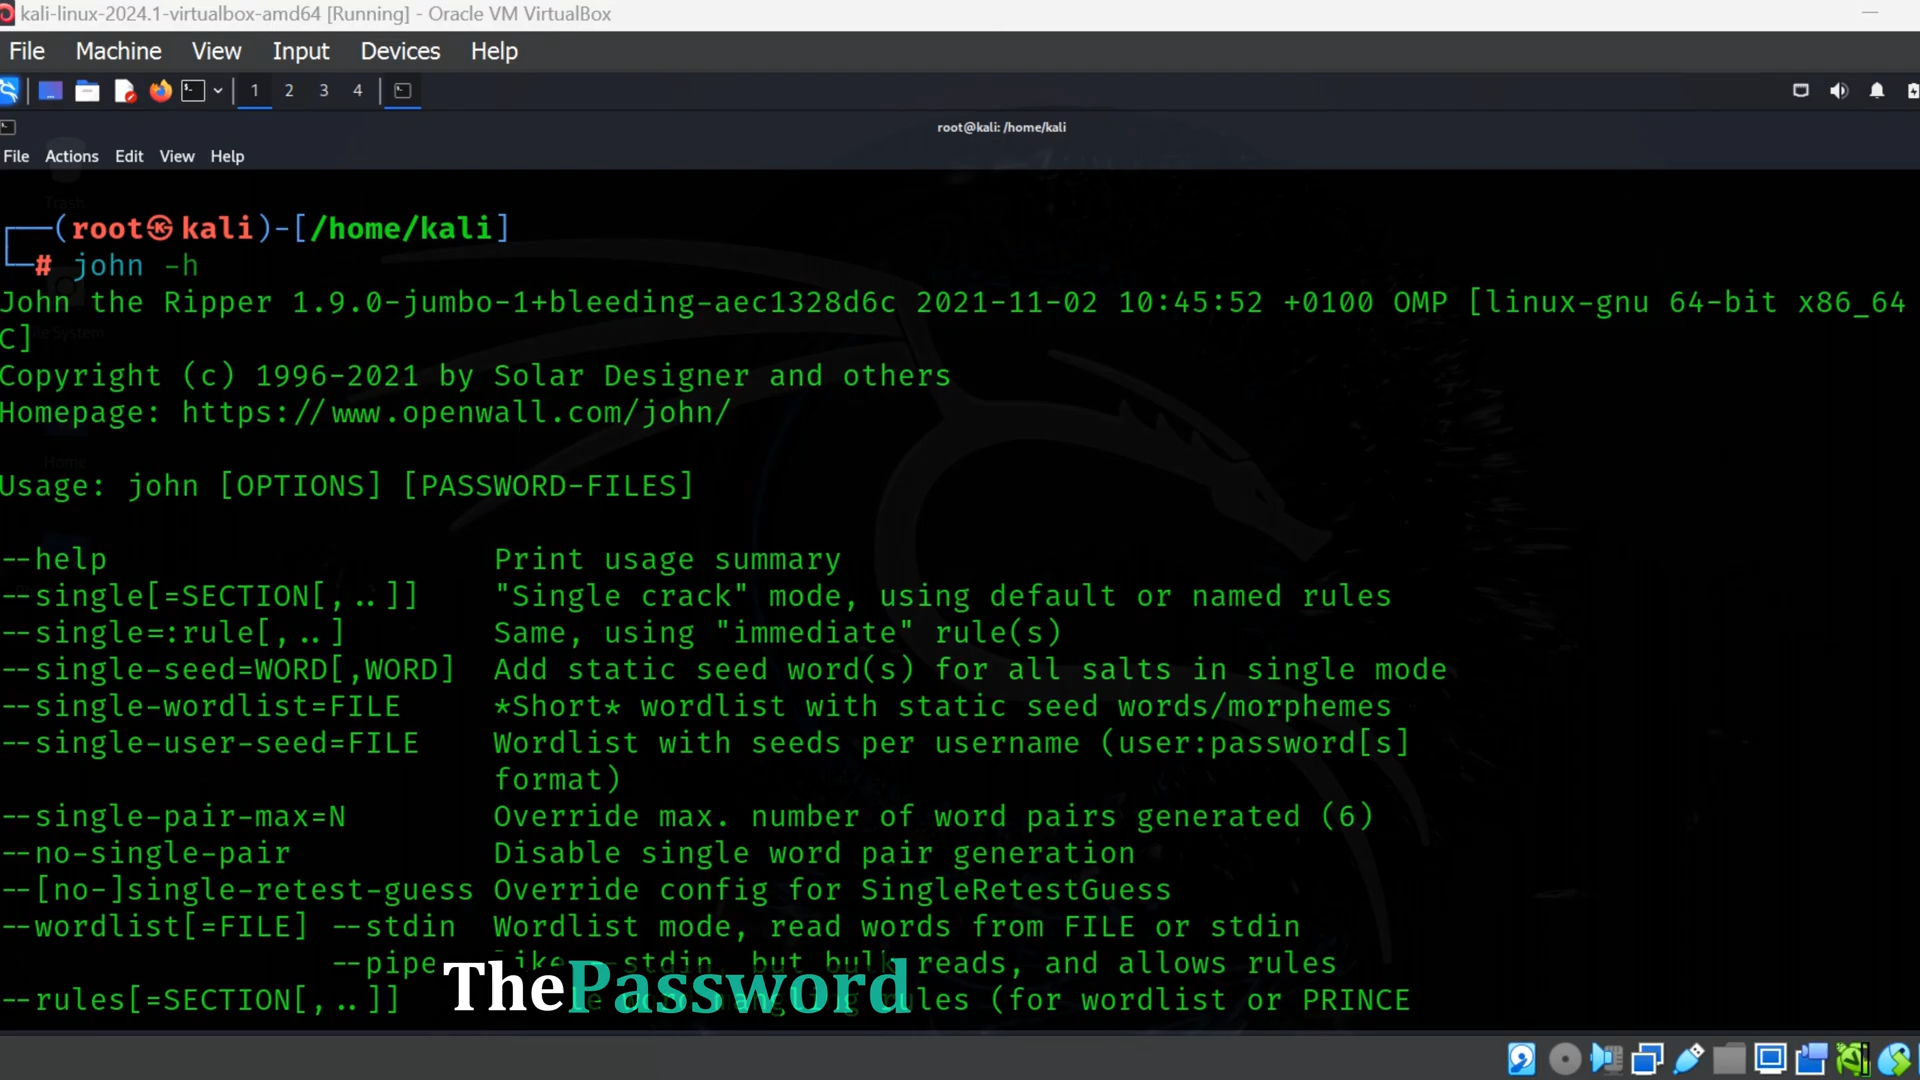 kali-linux-2024.1-virtualbox-amd64 [Running] - Oracle VM VirtualBox
File Machine View Input Devices Help
1 2 3 4
root@kali: /home/kali
File Actions Edit View Help
Trash
(root㉿kali)-[/home/kali]
# john -h
John the Ripper 1.9.0-jumbo-1+bleeding-aec1328d6c 2021-11-02 10:45:52 +0100 OMP [linux-gnu 64-bit x86_64
C]
Copyright (c) 1996-2021 by Solar Designer and others
Homepage: https://www.openwall.com/john/
Home
Usage: john [OPTIONS] [PASSWORD-FILES]
--help Print usage summary
--single[=SECTION[,..]] "Single crack" mode, using default or named rules
--single=:rule[,..] Same, using "immediate" rule(s)
--single-seed=WORD[,WORD] Add static seed word(s) for all salts in single mode
--single-wordlist=FILE *Short* wordlist with static seed words/morphemes
--single-user-seed=FILE Wordlist with seeds per username (user:password[s]
format)
--single-pair-max=N Override max. number of word pairs generated (6)
--no-single-pair Disable single word pair generation
--[no-]single-retest-guess Override config for SingleRetestGuess
--wordlist[=FILE] --stdin Wordlist mode, read words from FILE or stdin
--pipe like --stdin, but bulk reads, and allows rules
--rules[=SECTION[,..]] rules (for wordlist or PRINCE
ThePassword